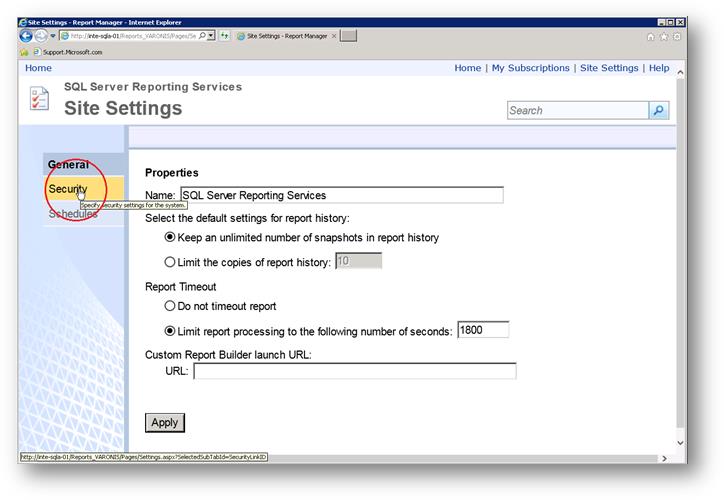 Site Settings - Report Manager - Internet Explorer
http://inte-sqla-01/Reports_VARONIS/Pages/Se
Site Settings - Report Manager
Support.Microsoft.com
Home
Home | My Subscriptions | Site Settings | Help
SQL Server Reporting Services
Site Settings
Search
General
Security
Specify security settings for the system.
Schedules
Properties
Name: SQL Server Reporting Services
Select the default settings for report history:
Keep an unlimited number of snapshots in report history
Limit the copies of report history: 10
Report Timeout
Do not timeout report
Limit report processing to the following number of seconds: 1800
Custom Report Builder launch URL:
URL:
Apply
http://inte-sqla-01/Reports_VARONIS/Pages/Settings.aspx?SelectedSubTabId=SecurityLinkID